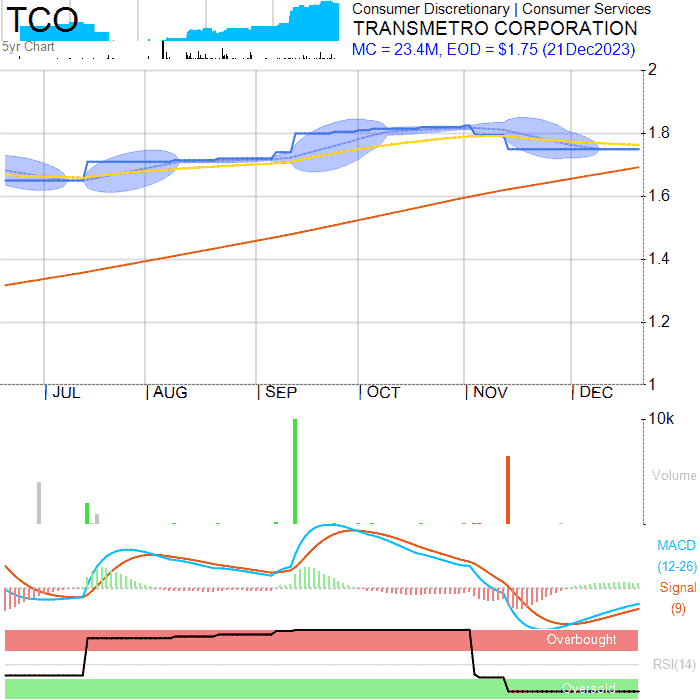 TCO
Consumer Discretionary | Consumer Services
TRANSMETRO CORPORATION
5yr Chart
MC = 23.4M, EOD = $1.75 (21Dec2023)
2
1.8
1.6
1.4
1.2
1
JUL AUG SEP OCT NOV DEC
10k
Volume
MACD
(12-26)
Signal
(9)
Overbought
RSI(14)
Oversold